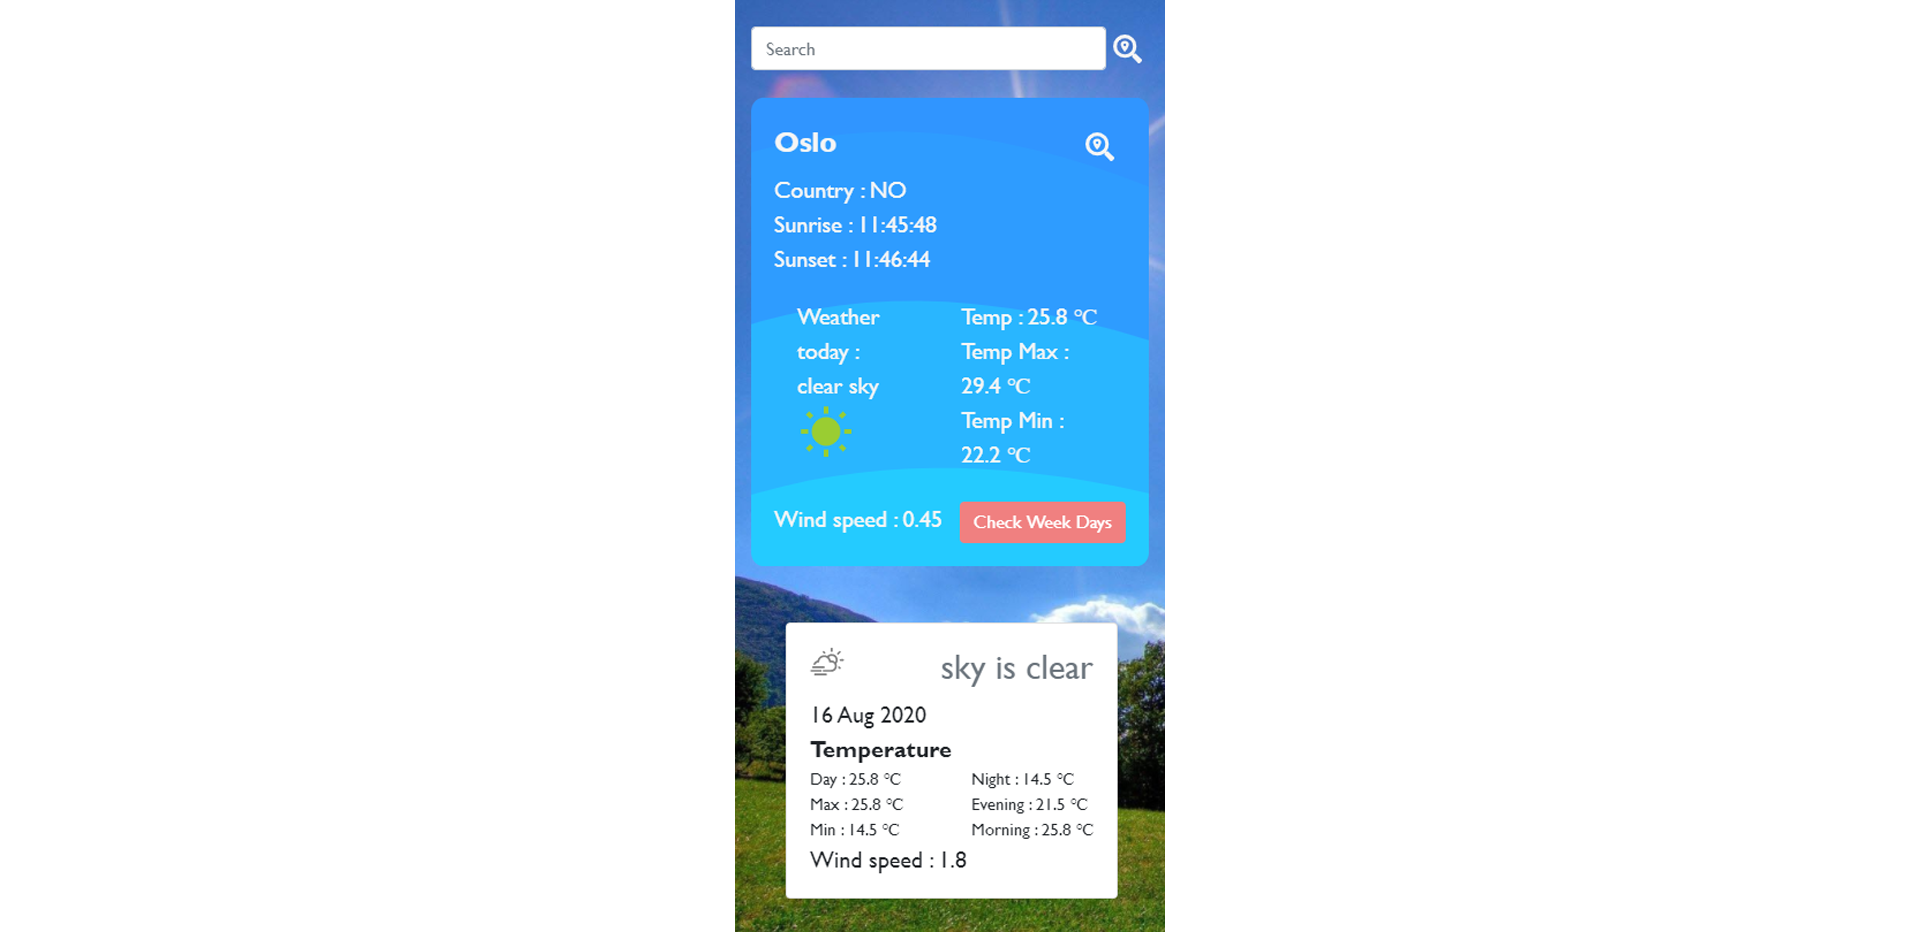 Search
Oslo
Country : NO
Sunrise : 11:45:48
Sunset : 11:46:44
Weather
today :
clear sky
Temp : 25.8 °C
Temp Max :
29.4 °C
Temp Min :
22.2 °C
Wind speed : 0.45
Check Week Days
sky is clear
16 Aug 2020
Temperature
Day : 25.8 °C
Max : 25.8 °C
Min : 14.5 °C
Night : 14.5 °C
Evening : 21.5 °C
Morning : 25.8 °C
Wind speed : 1.8